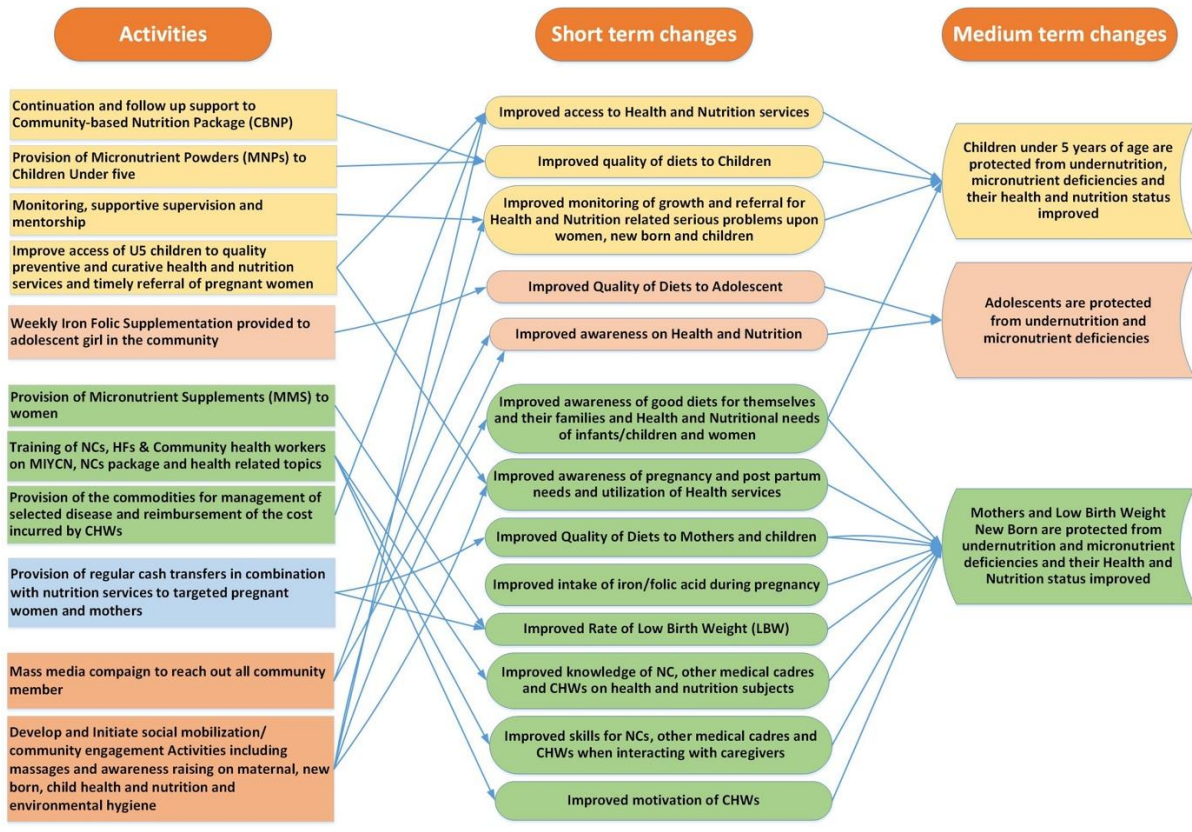 Activities
Short term changes
Medium term changes
Continuation and follow up support to
Community-based Nutrition Package (CBNP)
Provision of Micronutrient Powders (MNPs) to
Children Under five
Monitoring, supportive supervision and
mentorship
Improve access of U5 children to quality
preventive and curative health and nutrition
services and timely referral of pregnant women
Weekly Iron Folic Supplementation provided to
adolescent girl in the community
Provision of Micronutrient Supplements (MMS) to
women
Training of NCs, HFs & Community health workers
on MIYCN, NCs package and health related topics
Provision of the commodities for management of
selected disease and reimbursement of the cost
incurred by CHWs
Provision of regular cash transfers in combination
with nutrition services to targeted pregnant
women and mothers
Mass media compaign to reach out all community
member
Develop and Initiate social mobilization/
community engagement Activities including
massages and awareness raising on maternal, new
born, child health and nutrition and
environmental hygiene
Improved access to Health and Nutrition services
Improved quality of diets to Children
Improved monitoring of growth and referral for
Health and Nutrition related serious problems upon
women, new born and children
Improved Quality of Diets to Adolescent
Improved awareness on Health and Nutrition
Improved awareness of good diets for themselves
and their families and Health and Nutritional needs
of infants/children and women
Improved awareness of pregnancy and post partum
needs and utilization of Health services
Improved Quality of Diets to Mothers and children
Improved intake of iron/folic acid during pregnancy
Improved Rate of Low Birth Weight (LBW)
Improved knowledge of NC, other medical cadres
and CHWs on health and nutrition subjects
Improved skills for NCs, other medical cadres and
CHWs when interacting with caregivers
Improved motivation of CHWs
Children under 5 years of age are
protected from undernutrition,
micronutrient deficiencies and
their health and nutrition status
improved
Adolescents are protected
from undernutrition and
micronutrient deficiencies
Mothers and Low Birth Weight
New Born are protected from
undernutrition and micronutrient
deficiencies and their Health and
Nutrition status improved